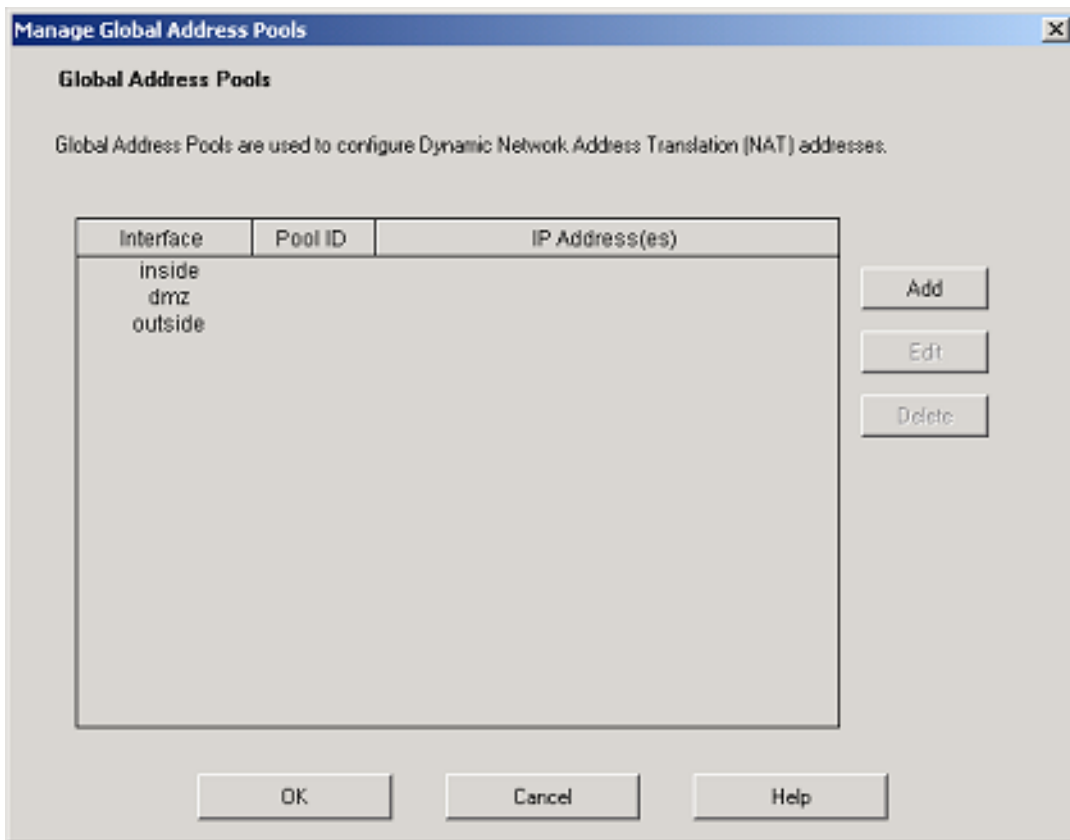 Manage Global Address Pools
Global Address Pools
Global Address Pools are used to configure Dynamic Network Address Translation (NAT) addresses.
Interface Pool ID IP Address(es)
inside
dmz
outside
Add
Edit
Delete
OK Cancel Help